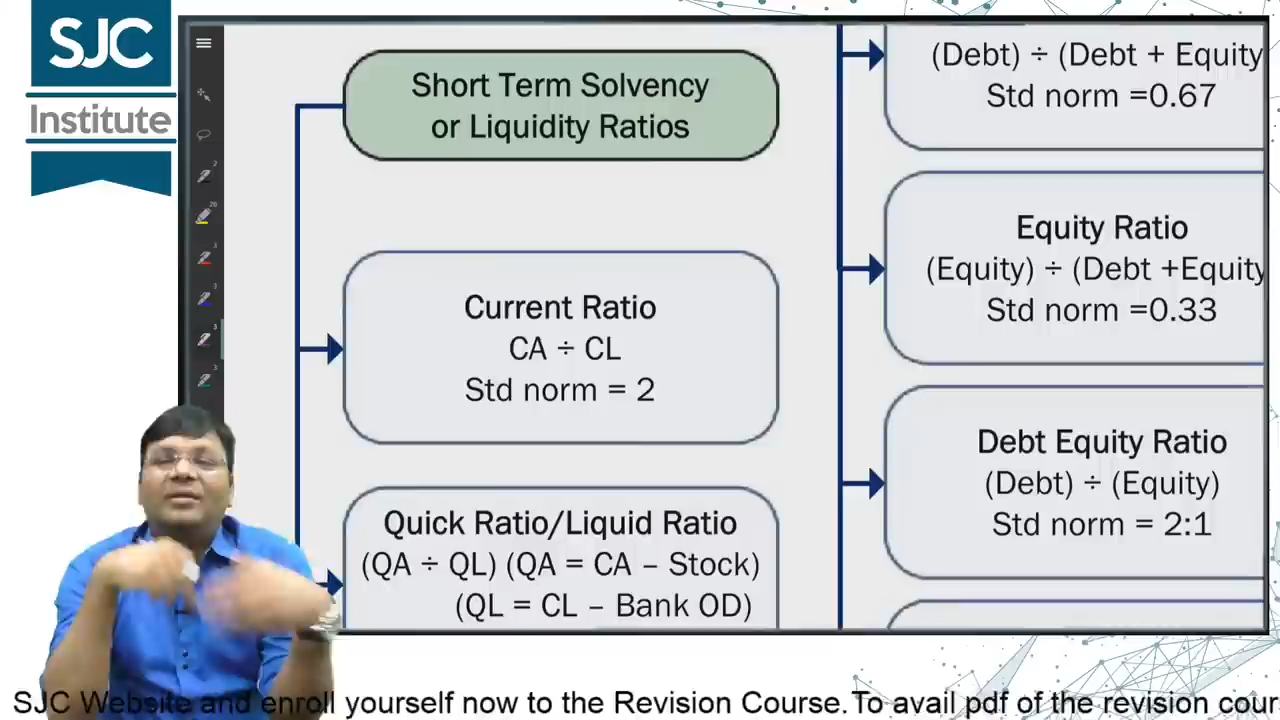 SJC
Institute
Short Term Solvency
or Liquidity Ratios
Current Ratio
CA ÷ CL
Std norm = 2
Quick Ratio/Liquid Ratio
(QA ÷ QL) (QA = CA – Stock)
(QL = CL – Bank OD)
(Debt) ÷ (Debt + Equity
Std norm =0.67
Equity Ratio
(Equity) ÷ (Debt +Equity
Std norm =0.33
Debt Equity Ratio
(Debt) ÷ (Equity)
Std norm = 2:1
SJC Website and enroll yourself now to the Revision Course.To avail pdf of the revision cour